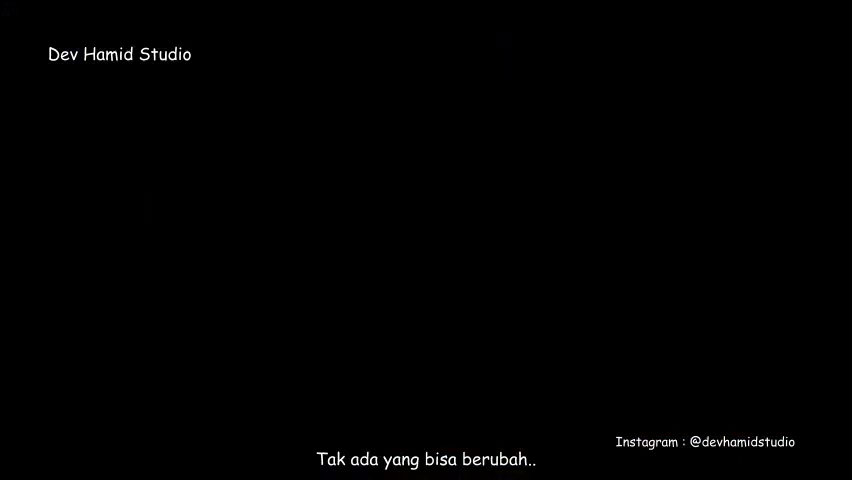 Dev Hamid Studio
Instagram : @devhamidstudio
Tak ada yang bisa berubah..